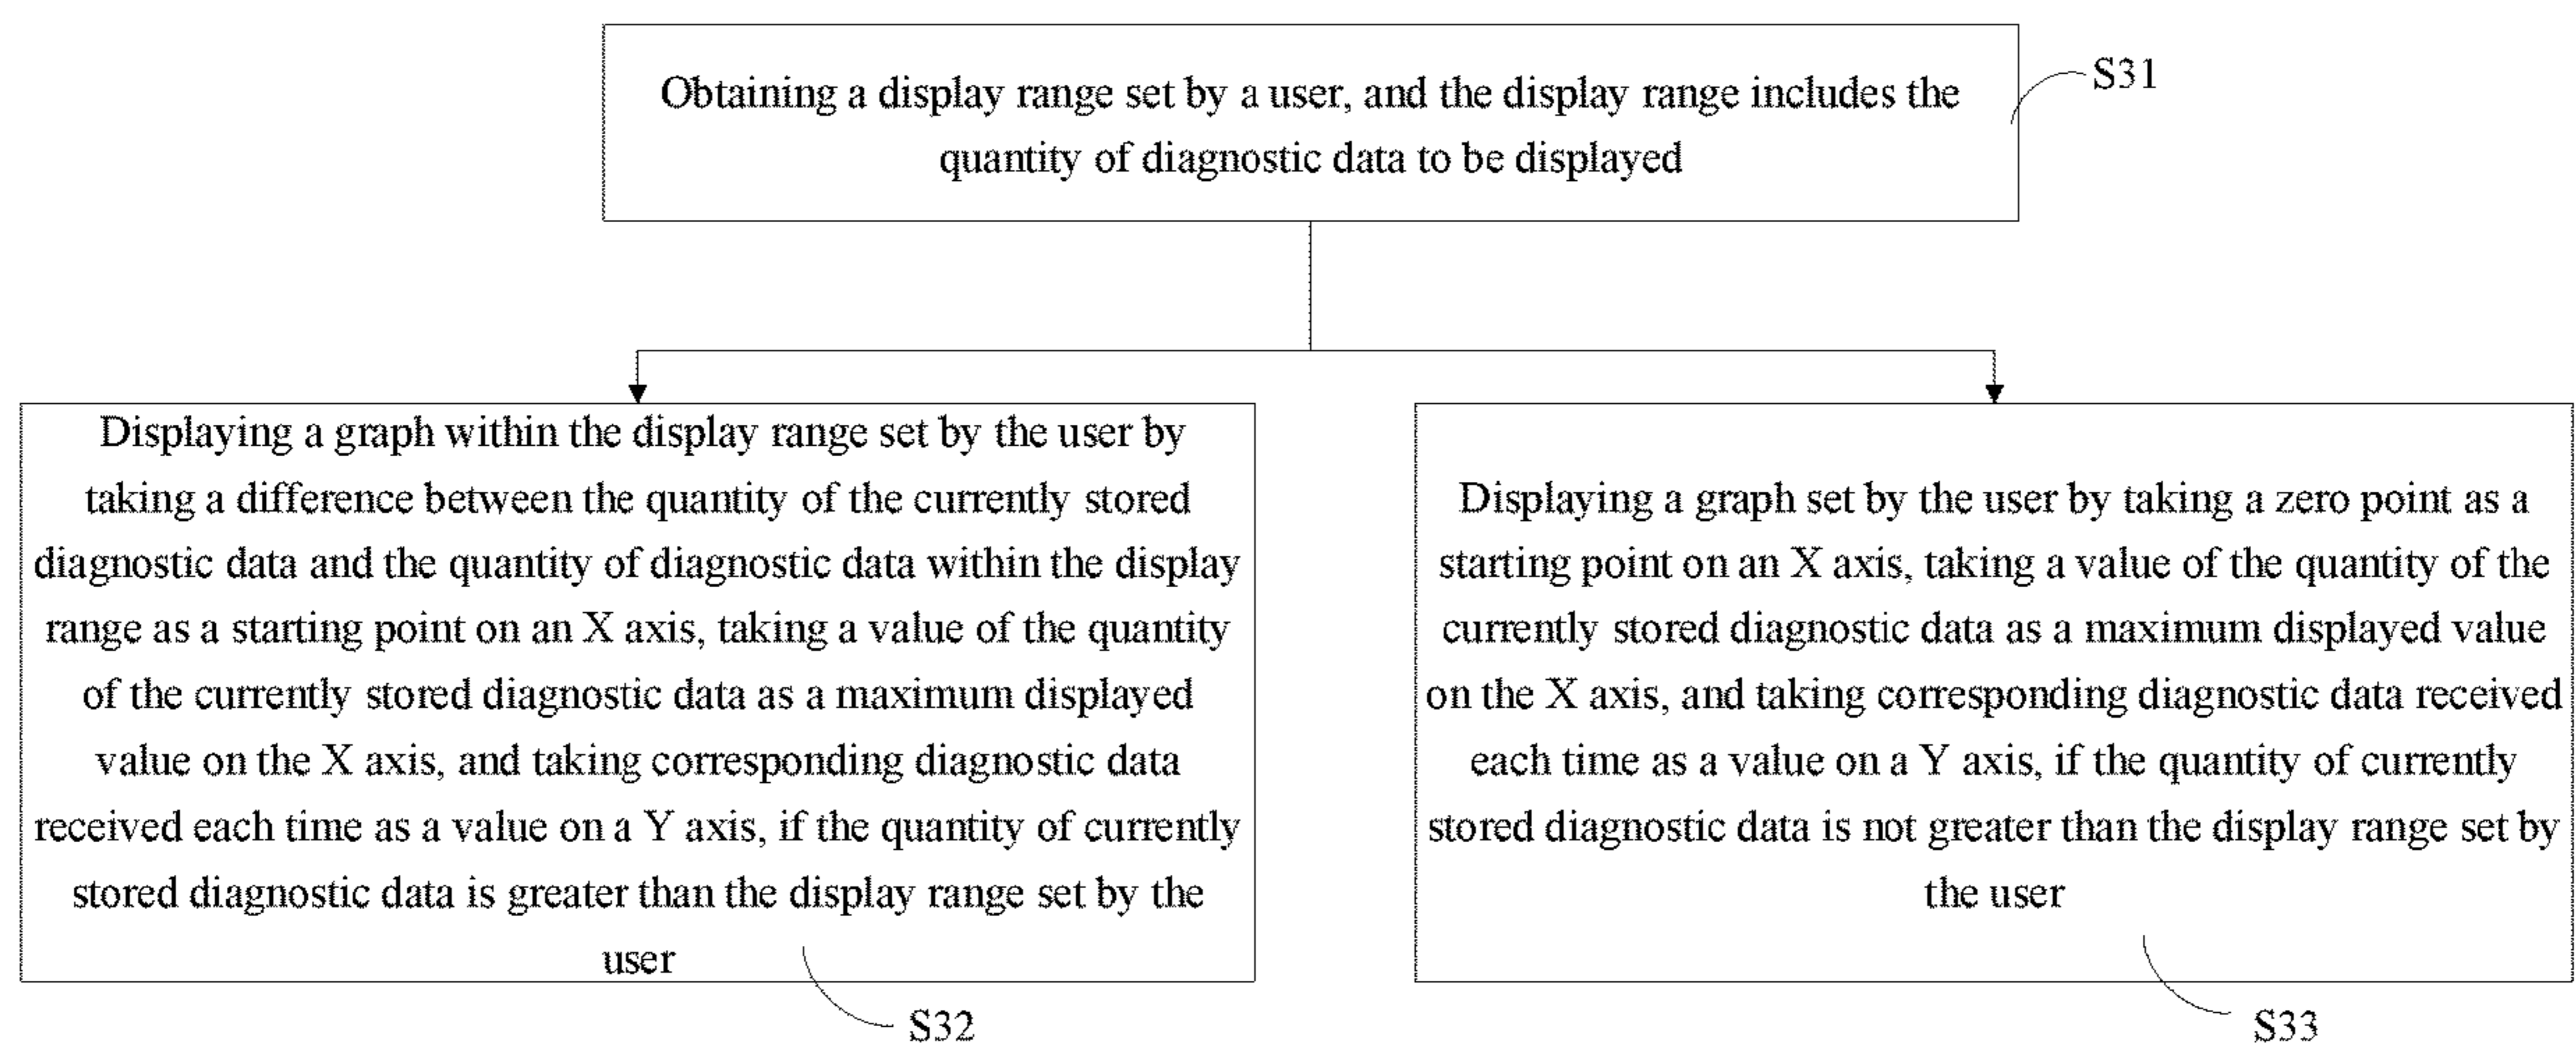 Obtaining a display range set by a user, and the display range includes the
quantity of diagnostic data to be displayed
S31
Displaying a graph within the display range set by the user by
taking a difference between the quantity of the currently stored
diagnostic data and the quantity of diagnostic data within the display
range as a starting point on an X axis, taking a value of the quantity
of the currently stored diagnostic data as a maximum displayed
value on the X axis, and taking corresponding diagnostic data
received each time as a value on a Y axis, if the quantity of currently
stored diagnostic data is greater than the display range set by the
user
S32
Displaying a graph set by the user by taking a zero point as a
starting point on an X axis, taking a value of the quantity of the
currently stored diagnostic data as a maximum displayed value
on the X axis, and taking corresponding diagnostic data received
each time as a value on a Y axis, if the quantity of currently
stored diagnostic data is not greater than the display range set by
the user
S33